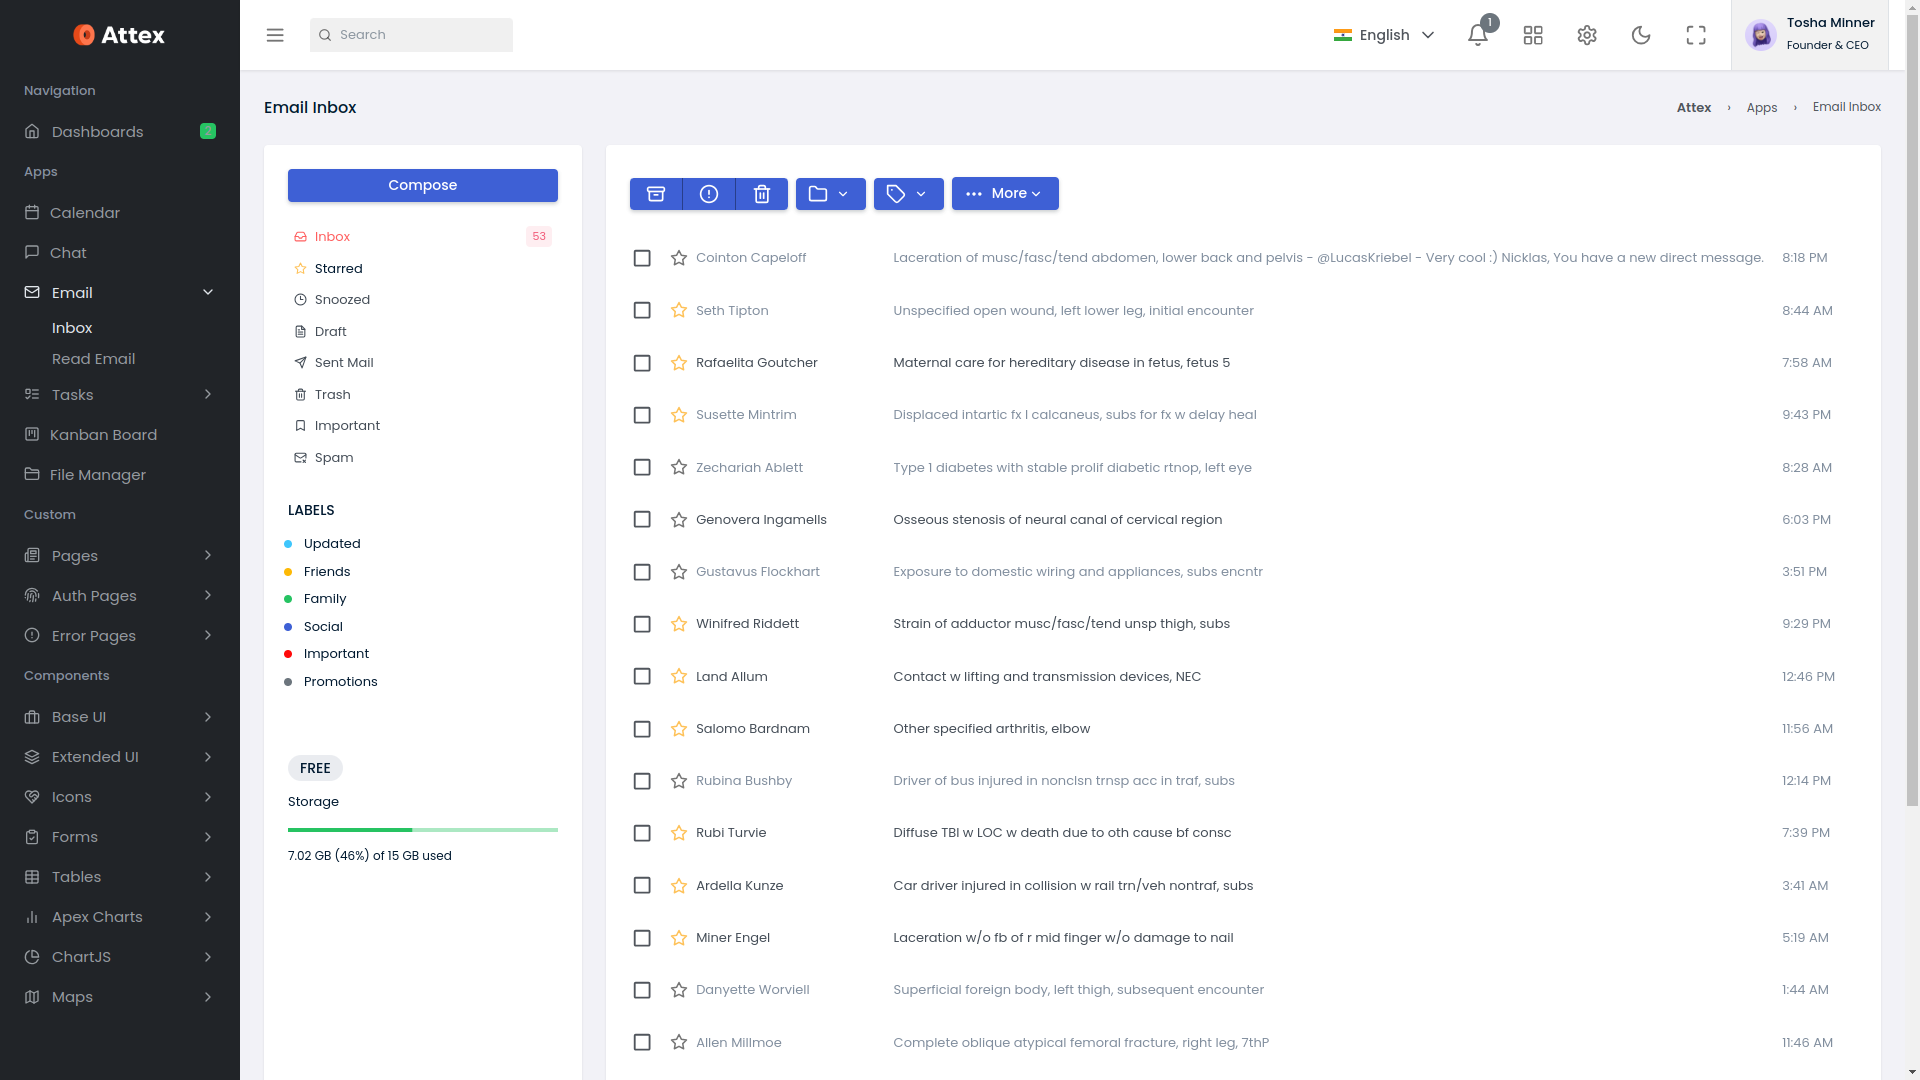 Attex
Search
English
1
Tosha Minner
Founder & CEO
Navigation
Dashboards
2
Apps
Calendar
Chat
Email
Inbox
Read Email
Tasks
Kanban Board
File Manager
Custom
Pages
Auth Pages
Error Pages
Components
Base UI
Extended UI
Icons
Forms
Tables
Apex Charts
ChartJS
Maps
Email Inbox
Attex › Apps › Email Inbox
Compose
Inbox 53
Starred
Snoozed
Draft
Sent Mail
Trash
Important
Spam
LABELS
Updated
Friends
Family
Social
Important
Promotions
FREE
Storage
7.02 GB (46%) of 15 GB used
More
Cointon Capeloff Laceration of musc/fasc/tend abdomen, lower back and pelvis - @LucasKriebel - Very cool :) Nicklas, You have a new direct message. 8:18 PM
Seth Tipton Unspecified open wound, left lower leg, initial encounter 8:44 AM
Rafaelita Goutcher Maternal care for hereditary disease in fetus, fetus 5 7:58 AM
Susette Mintrim Displaced intartic fx l calcaneus, subs for fx w delay heal 9:43 PM
Zechariah Ablett Type 1 diabetes with stable prolif diabetic rtnop, left eye 8:28 AM
Genovera Ingamells Osseous stenosis of neural canal of cervical region 6:03 PM
Gustavus Flockhart Exposure to domestic wiring and appliances, subs encntr 3:51 PM
Winifred Riddett Strain of adductor musc/fasc/tend unsp thigh, subs 9:29 PM
Land Allum Contact w lifting and transmission devices, NEC 12:46 PM
Salomo Bardnam Other specified arthritis, elbow 11:56 AM
Rubina Bushby Driver of bus injured in nonclsn trnsp acc in traf, subs 12:14 PM
Rubi Turvie Diffuse TBI w LOC w death due to oth cause bf consc 7:39 PM
Ardella Kunze Car driver injured in collision w rail trn/veh nontraf, subs 3:41 AM
Miner Engel Laceration w/o fb of r mid finger w/o damage to nail 5:19 AM
Danyette Worviell Superficial foreign body, left thigh, subsequent encounter 1:44 AM
Allen Millmoe Complete oblique atypical femoral fracture, right leg, 7thP 11:46 AM